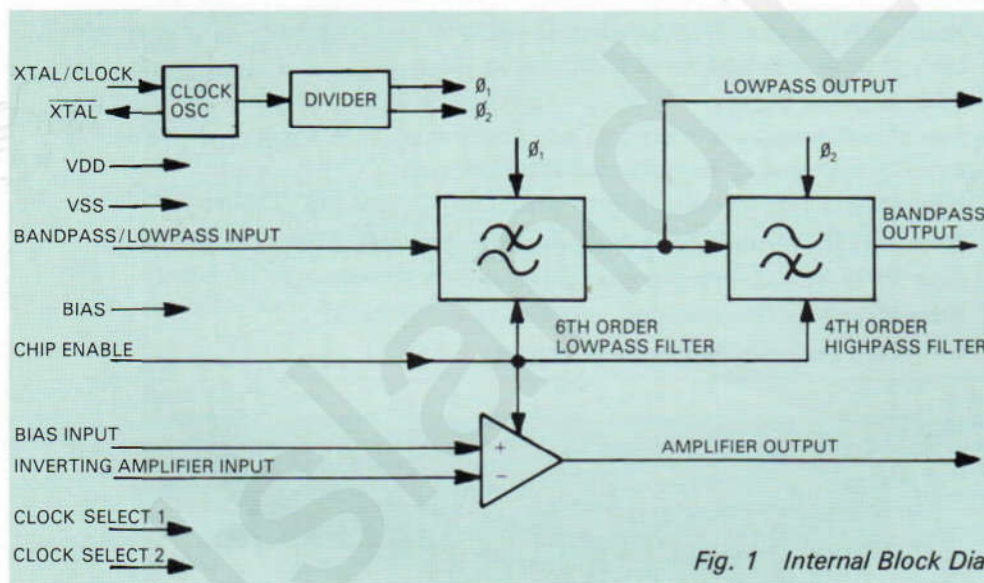 XTAL/CLOCK
XTAL
CLOCK
OSC
DIVIDER
ø1
ø2
LOWPASS OUTPUT
VDD
VSS
ø1
ø2
BANDPASS/LOWPASS INPUT
BANDPASS
OUTPUT
BIAS
6TH ORDER
LOWPASS FILTER
4TH ORDER
HIGHPASS FILTER
CHIP ENABLE
BIAS INPUT
+
INVERTING AMPLIFIER INPUT
−
AMPLIFIER OUTPUT
CLOCK SELECT 1
CLOCK SELECT 2
Fig. 1 Internal Block Dia
Island